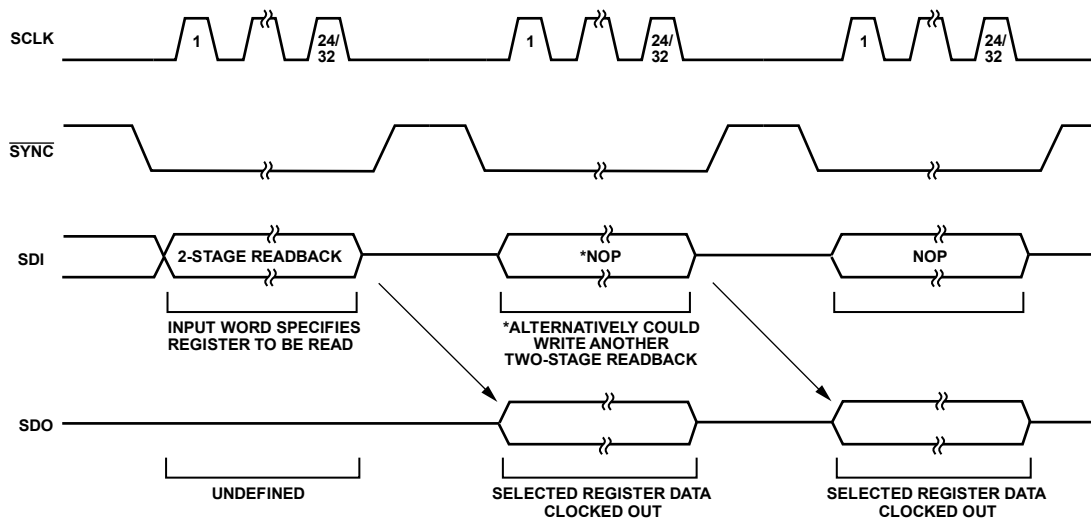 SCLK
1
24/
32
1
24/
32
1
24/
32
SYNC
SDI
2-STAGE READBACK
*NOP
NOP
INPUT WORD SPECIFIES
REGISTER TO BE READ
*ALTERNATIVELY COULD
WRITE ANOTHER
TWO-STAGE READBACK
SDO
UNDEFINED
SELECTED REGISTER DATA
CLOCKED OUT
SELECTED REGISTER DATA
CLOCKED OUT